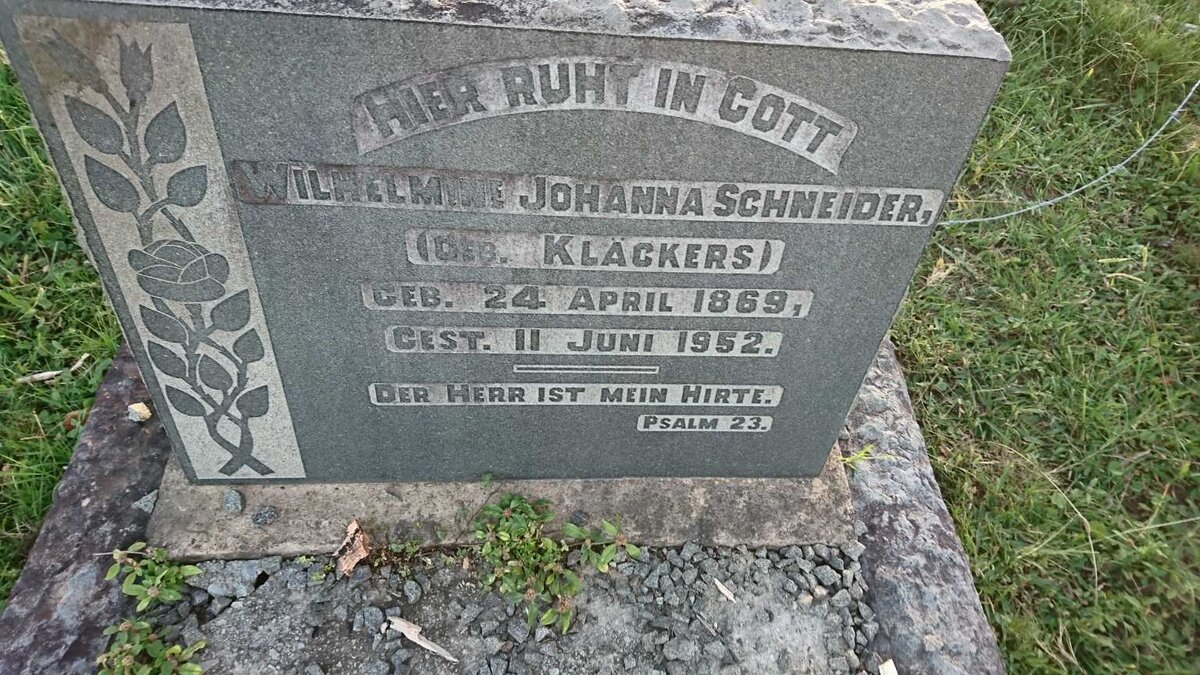 HIER RUHT IN GOTT
WILHELMINE JOHANNA SCHNEIDER,
(GEB. KLÄCKERS)
GEB. 24 APRIL 1869,
GEST. 11 JUNI 1952.
DER HERR IST MEIN HIRTE.
PSALM 23.